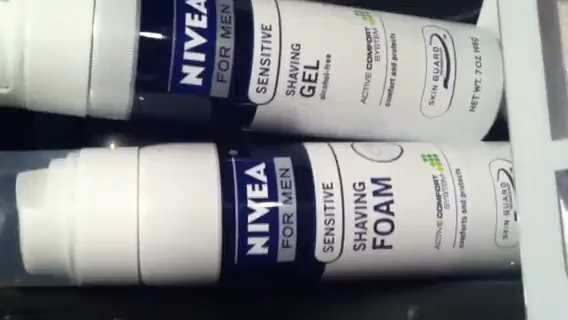 NIVEA
FOR MEN
SENSITIVE
SHAVING
GEL
alcohol-free
ACTIVE COMFORT
SYSTEM
comforts and protects
SKIN GUARD
NET WT. 7 OZ
NIVEA
FOR MEN
SENSITIVE
SHAVING
FOAM
ACTIVE COMFORT
SYSTEM
comforts and protects
SKIN GUARD